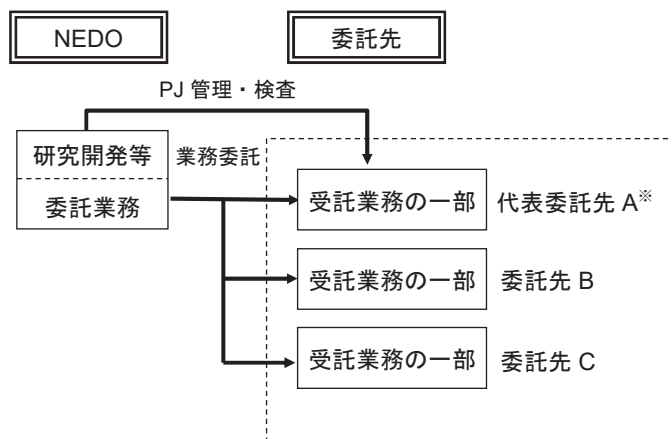 NEDO
委託先
PJ 管理・検査
研究開発等
業務委託
委託業務
受託業務の一部
代表委託先 A※
受託業務の一部
委託先 B
受託業務の一部
委託先 C